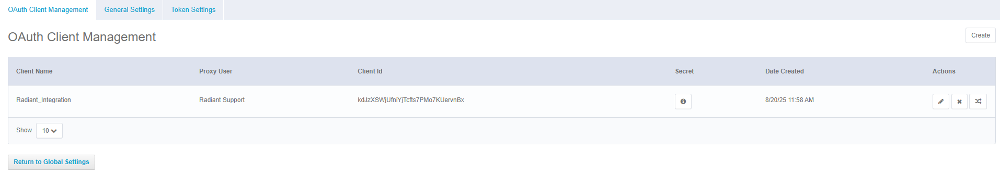 OAuth Client Management General Settings Token Settings
OAuth Client Management
Create
Client Name Proxy User Client Id Secret Date Created Actions
Radiant_Integration Radiant Support kdJzXSWjUfniYjTcfts7PMo7KUervnBx 8/20/25 11:58 AM
Show 10
Return to Global Settings